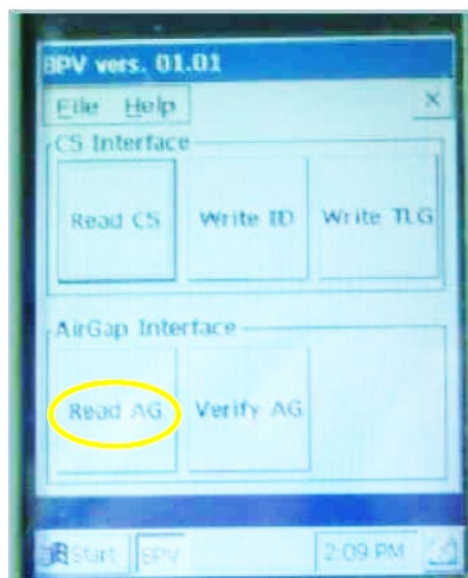 BPV vers. 01.01
File Help ×
CS Interface
Read CS Write ID Write TLG
AirGap Interface
Read AG Verify AG
Start BPV 2:09 PM